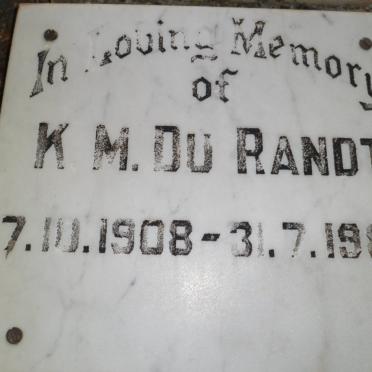 In Loving Memory
of
K M. DU RANDT
7.10.1908 - 31.7.19